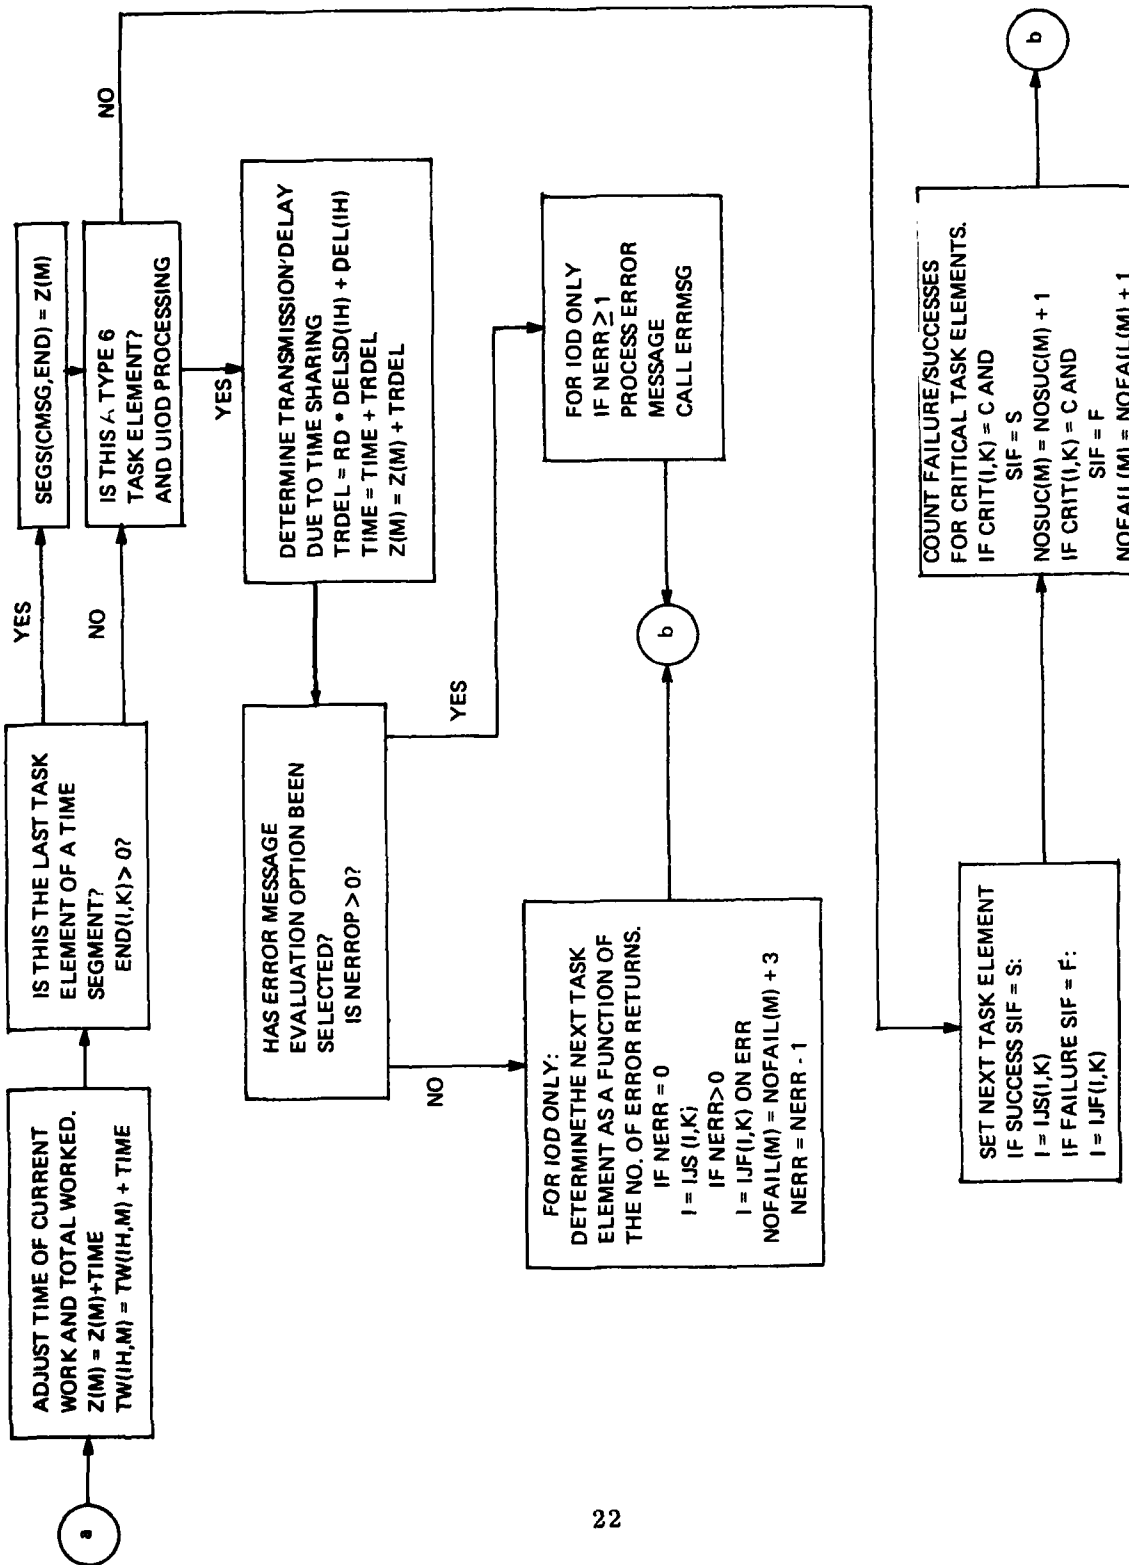 a
ADJUST TIME OF CURRENT
WORK AND TOTAL WORKED.
Z(M) = Z(M)+TIME
TW(IH,M) = TW(IH,M) + TIME
IS THIS THE LAST TASK
ELEMENT OF A TIME
SEGMENT?
END(I,K) > 0?
YES
NO
SEGS(CMSG,END) = Z(M)
IS THIS A TYPE 6
TASK ELEMENT?
AND UIOD PROCESSING
NO
YES
DETERMINE TRANSMISSION DELAY
DUE TO TIME SHARING
TRDEL = RD * DELSD(IH) + DEL(IH)
TIME = TIME + TRDEL
Z(M) = Z(M) + TRDEL
HAS ERROR MESSAGE
EVALUATION OPTION BEEN
SELECTED?
IS NERROP > 0?
NO
YES
FOR IOD ONLY
IF NERR ≥ 1
PROCESS ERROR
MESSAGE
CALL ERRMSG
FOR IOD ONLY:
DETERMINE THE NEXT TASK
ELEMENT AS A FUNCTION OF
THE NO. OF ERROR RETURNS.
IF NERR = 0
I = IJS (I,K)
IF NERR>0
I = IJF(I,K) ON ERR
NOFAIL(M) = NOFAIL(M) + 3
NERR = NERR - 1
b
SET NEXT TASK ELEMENT
IF SUCCESS SIF = S:
I = IJS(I,K)
IF FAILURE SIF = F:
I = IJF(I,K)
COUNT FAILURE/SUCCESSES
FOR CRITICAL TASK ELEMENTS.
IF CRIT(I,K) = C AND
SIF = S
NOSUC(M) = NOSUC(M) + 1
IF CRIT(I,K) = C AND
SIF = F
NOFAIL(M) = NOFAIL(M) + 1
b
22